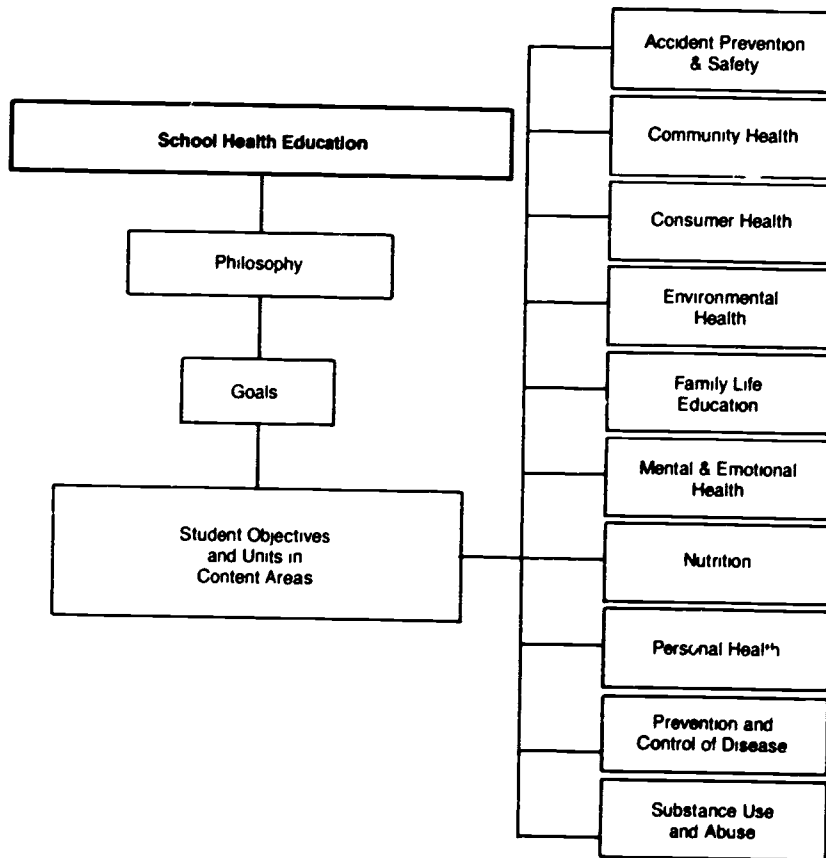 School Health Education
Philosophy
Goals
Student Objectives
and Units in
Content Areas
Accident Prevention
& Safety
Community Health
Consumer Health
Environmental
Health
Family Life
Education
Mental & Emotional
Health
Nutrition
Personal Health
Prevention and
Control of Disease
Substance Use
and Abuse